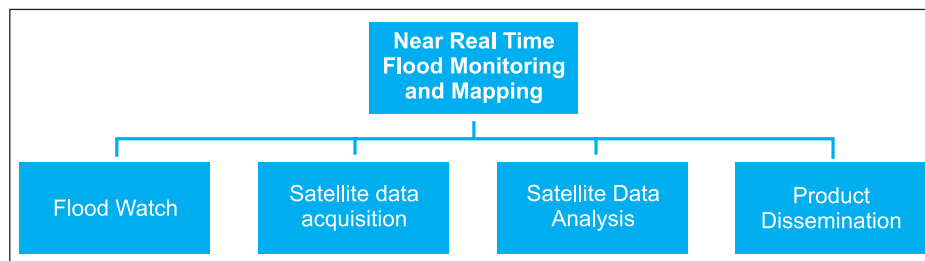 Near Real Time
Flood Monitoring
and Mapping
Flood Watch
Satellite data
acquisition
Satellite Data
Analysis
Product
Dissemination